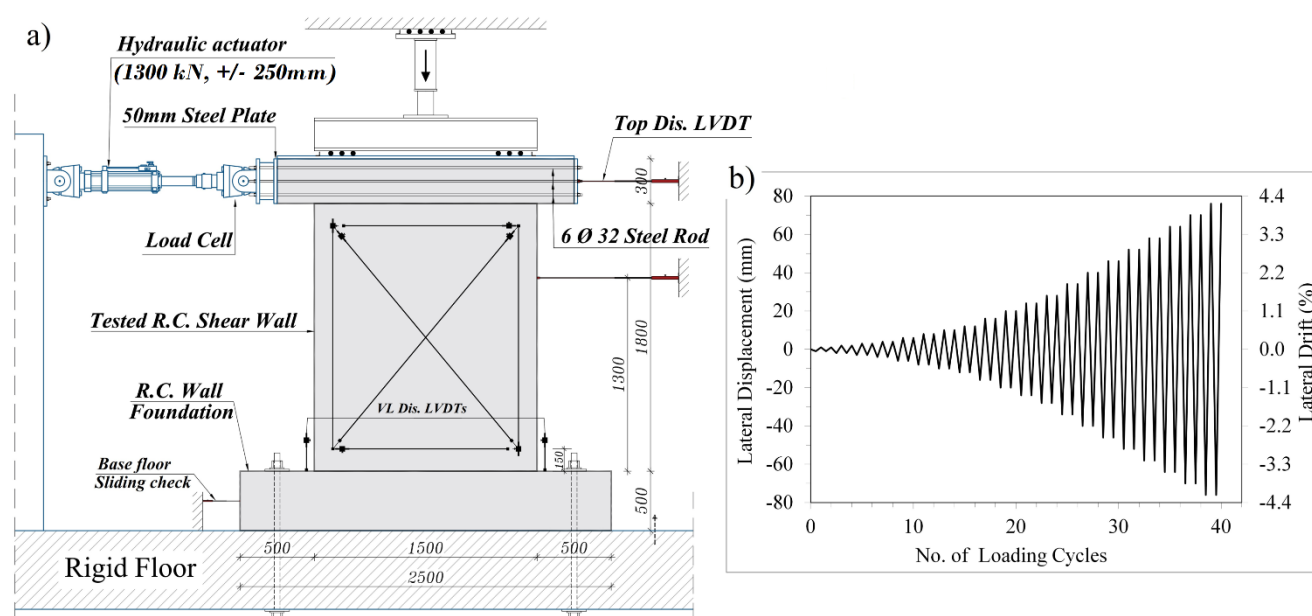 a)
Hydraulic actuator
(1300 kN, +/- 250mm)
50mm Steel Plate
Top Dis. LVDT
300
Load Cell
6 Ø 32 Steel Rod
Tested R.C. Shear Wall
1800
1300
R.C. Wall
Foundation
VL Dis. LVDTs
150
Base floor
Sliding check
500
500
1500
500
Rigid Floor
2500
b)
Lateral Displacement (mm)
80
60
40
20
0
-20
-40
-60
-80
4.4
3.3
2.2
1.1
0.0
-1.1
-2.2
-3.3
-4.4
Lateral Drift (%)
0
10
20
30
40
No. of Loading Cycles